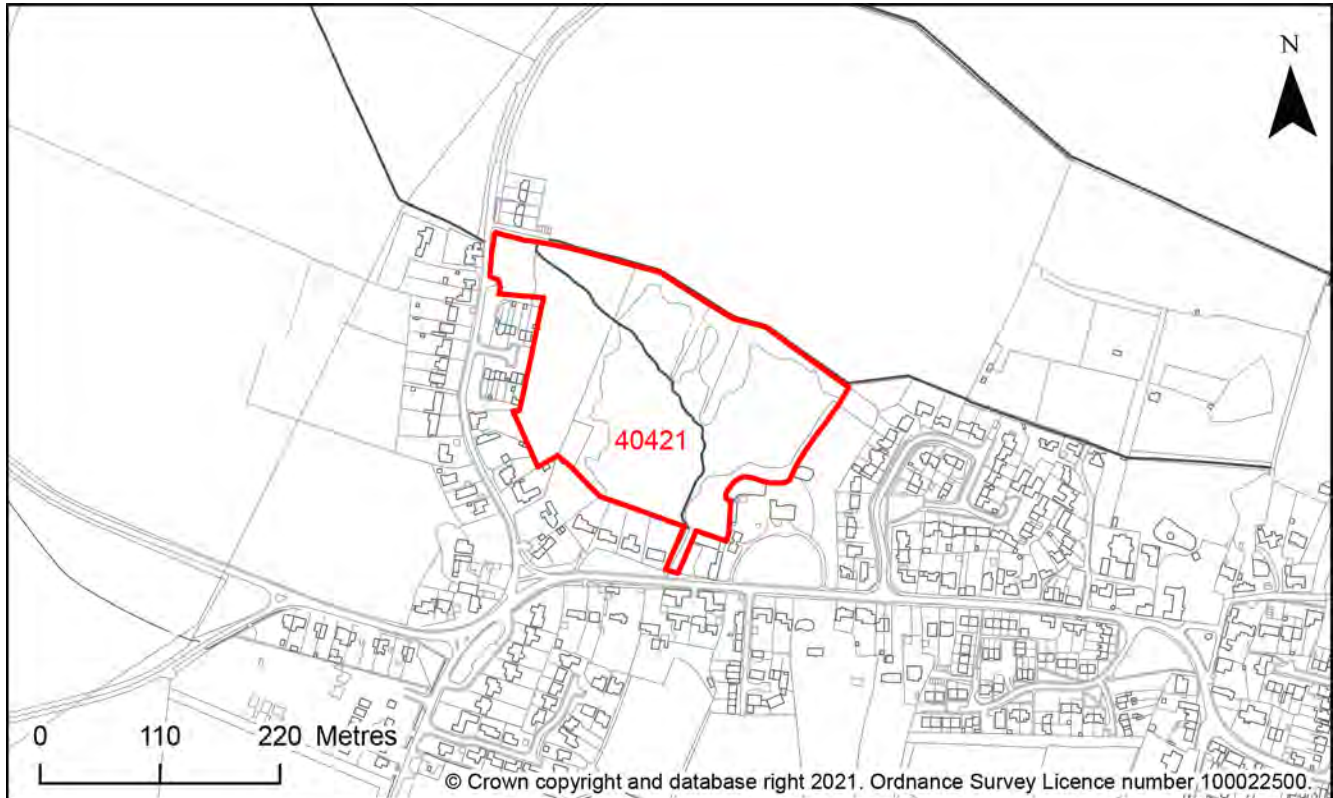 N
40421
0 110 220 Metres
© Crown copyright and database right 2021. Ordnance Survey Licence number 100022500.